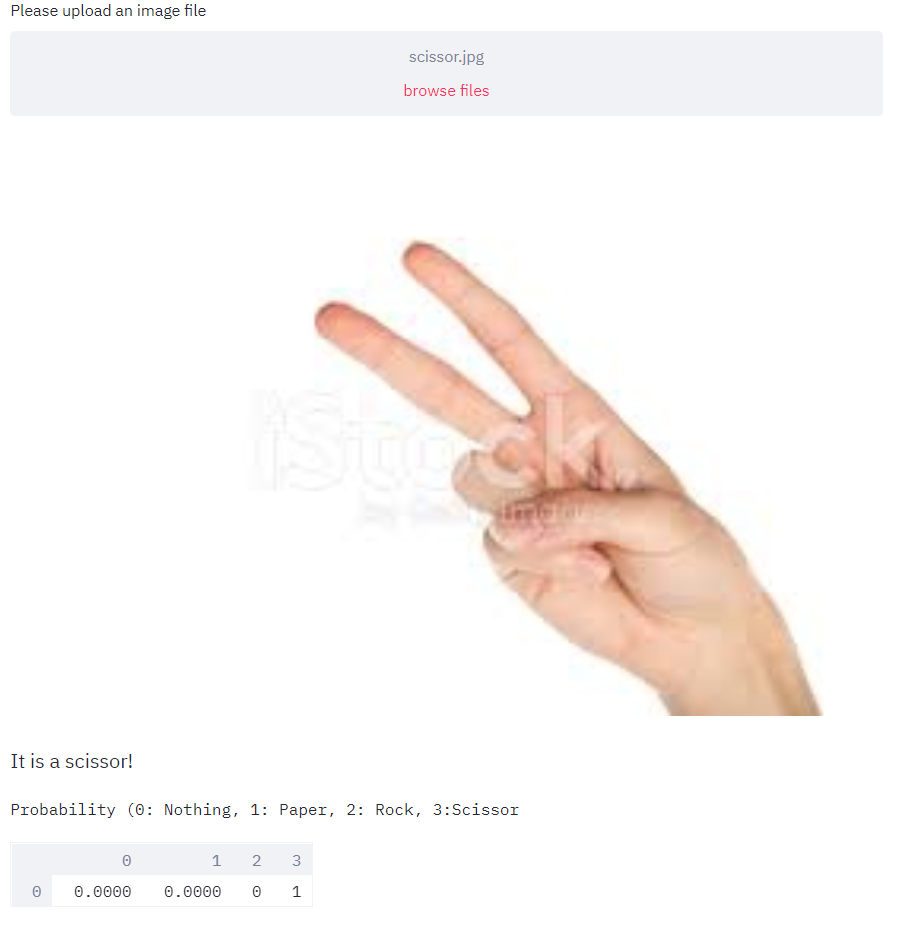 Please upload an image file
scissor.jpg
browse files
iStock.
It is a scissor!
Probability (0: Nothing, 1: Paper, 2: Rock, 3:Scissor
0 1 2 3
0 0.0000 0.0000 0 1